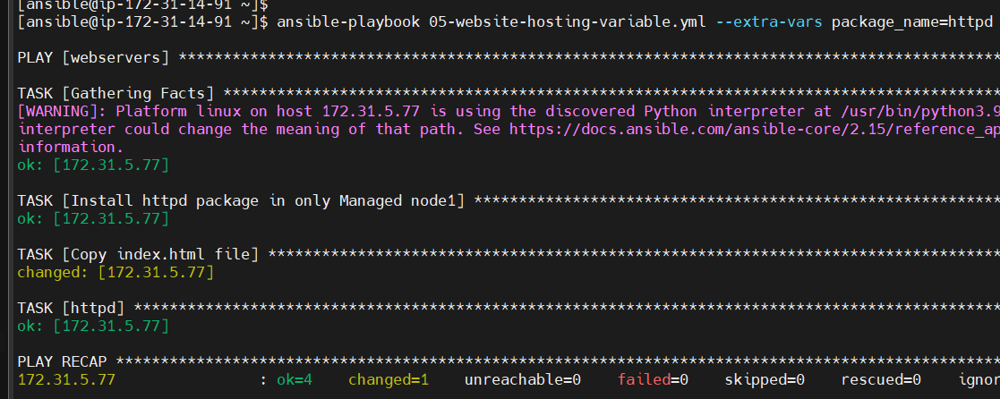 [ansible@ip-172-31-14-91 ~]$
[ansible@ip-172-31-14-91 ~]$ ansible-playbook 05-website-hosting-variable.yml --extra-vars package_name=httpd
PLAY [webservers] **********************************************************************************************
TASK [Gathering Facts] *****************************************************************************************
[WARNING]: Platform linux on host 172.31.5.77 is using the discovered Python interpreter at /usr/bin/python3.9
interpreter could change the meaning of that path. See https://docs.ansible.com/ansible-core/2.15/reference_ap
information.
ok: [172.31.5.77]
TASK [Install httpd package in only Managed node1] *************************************************************
ok: [172.31.5.77]
TASK [Copy index.html file] ************************************************************************************
changed: [172.31.5.77]
TASK [httpd] ***************************************************************************************************
ok: [172.31.5.77]
PLAY RECAP *****************************************************************************************************
172.31.5.77 : ok=4 changed=1 unreachable=0 failed=0 skipped=0 rescued=0 ignor